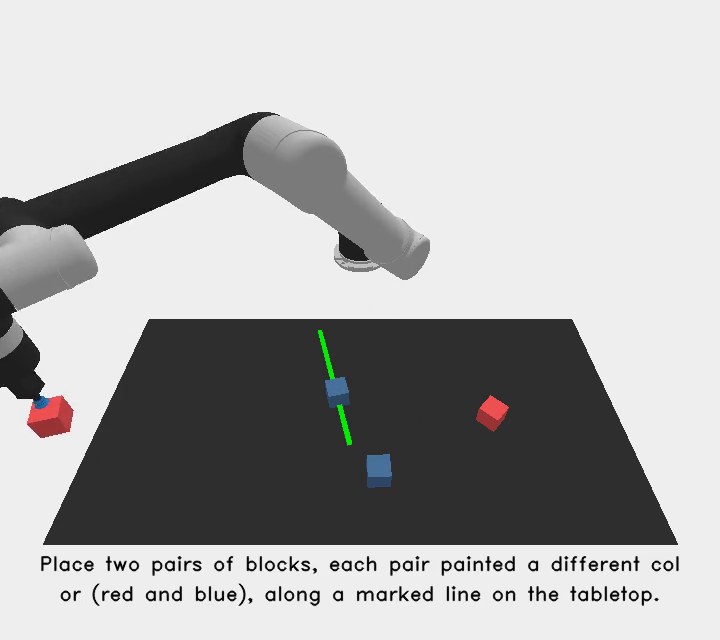 Place two pairs of blocks, each pair painted a different col
or (red and blue), along a marked line on the tabletop.